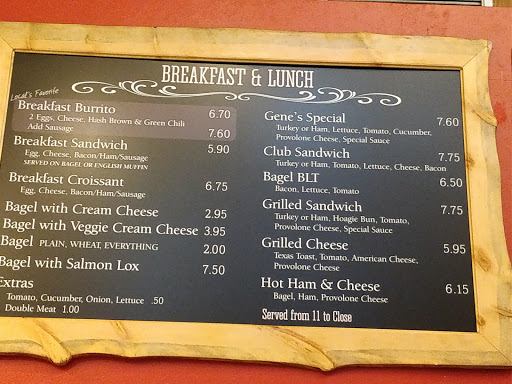 BREAKFAST & LUNCH
Local's Favorite
Breakfast Burrito 6.70
2 Eggs, Cheese, Hash Brown & Green Chili
Add Sausage 7.60
Breakfast Sandwich 5.90
Egg, Cheese, Bacon/Ham/Sausage
SERVED ON BAGEL OR ENGLISH MUFFIN
Breakfast Croissant 6.75
Egg, Cheese, Bacon/Ham/Sausage
Bagel with Cream Cheese 2.95
Bagel with Veggie Cream Cheese 3.95
Bagel PLAIN, WHEAT, EVERYTHING 2.00
Bagel with Salmon Lox 7.50
Extras
Tomato, Cucumber, Onion, Lettuce .50
Double Meat 1.00
Gene's Special 7.60
Turkey or Ham, Lettuce, Tomato, Cucumber,
Provolone Cheese, Special Sauce
Club Sandwich 7.75
Turkey or Ham, Tomato, Lettuce, Cheese, Bacon
Bagel BLT 6.50
Bacon, Lettuce, Tomato
Grilled Sandwich 7.75
Turkey or Ham, Hoagie Bun, Tomato,
Provolone Cheese, Special Sauce
Grilled Cheese 5.95
Texas Toast, Tomato, American Cheese,
Provolone Cheese
Hot Ham & Cheese 6.15
Bagel, Ham, Provolone Cheese
Served from 11 to Close